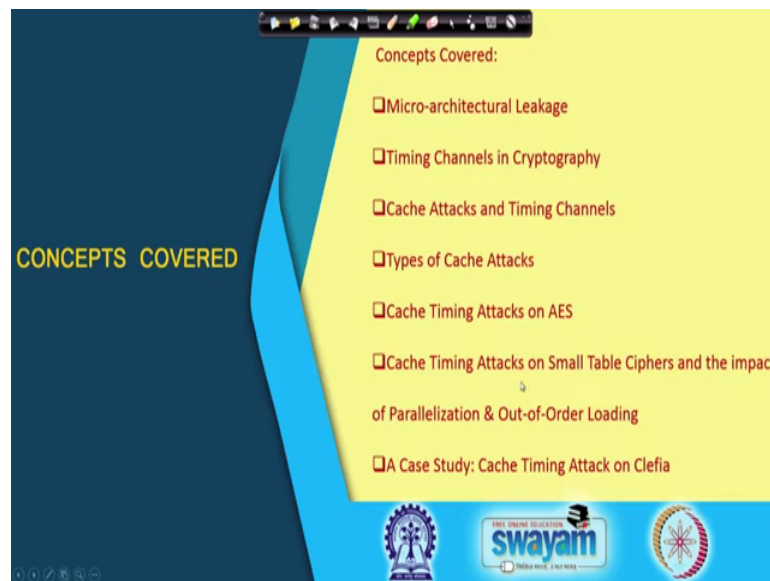 CONCEPTS COVERED
Concepts Covered:
❑Micro-architectural Leakage
❑Timing Channels in Cryptography
❑Cache Attacks and Timing Channels
❑Types of Cache Attacks
❑Cache Timing Attacks on AES
❑Cache Timing Attacks on Small Table Ciphers and the impac
of Parallelization & Out-of-Order Loading
❑A Case Study: Cache Timing Attack on Clefia
FREE ONLINE EDUCATION
swayam